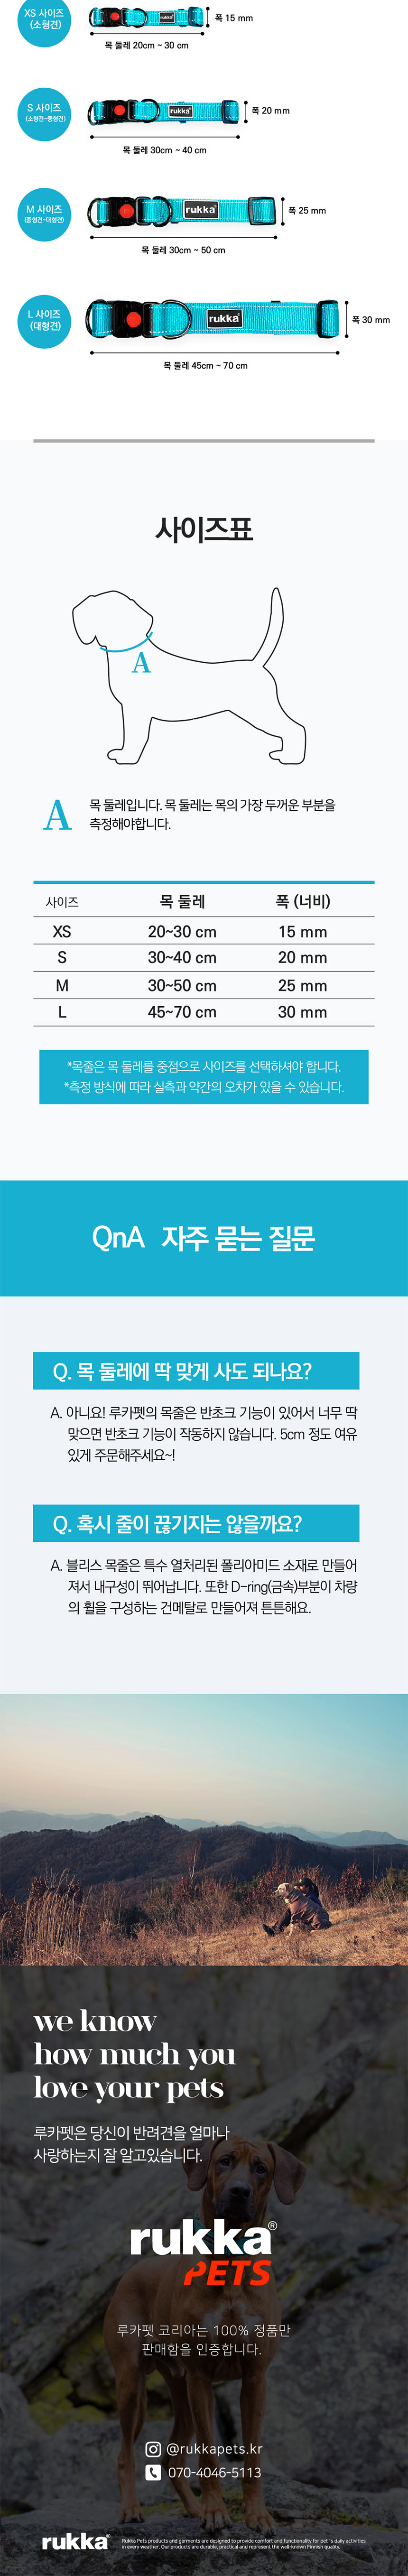 XS 사이즈
(소형견)
rukka
폭 15 mm
목 둘레 20cm ~ 30 cm
S 사이즈
(소형견~중형견)
rukka
폭 20 mm
목 둘레 30cm ~ 40 cm
M 사이즈
(중형견~대형견)
rukka
폭 25 mm
목 둘레 30cm ~ 50 cm
L 사이즈
(대형견)
rukka
폭 30 mm
목 둘레 45cm ~ 70 cm
사이즈표
A
A 목 둘레입니다. 목 둘레는 목의 가장 두꺼운 부분을
측정해야합니다.
사이즈 목 둘레 폭 (너비)
XS 20~30 cm 15 mm
S 30~40 cm 20 mm
M 30~50 cm 25 mm
L 45~70 cm 30 mm
*목줄은 목 둘레를 중점으로 사이즈를 선택하셔야 합니다.
*측정 방식에 따라 실측과 약간의 오차가 있을 수 있습니다.
QnA 자주 묻는 질문
Q. 목 둘레에 딱 맞게 사도 되나요?
A. 아니요! 루카펫의 목줄은 반초크 기능이 있어서 너무 딱
맞으면 반초크 기능이 작동하지 않습니다. 5cm 정도 여유
있게 주문해주세요~!
Q. 혹시 줄이 끊기지는 않을까요?
A. 블리스 목줄은 특수 열처리된 폴리아미드 소재로 만들어
져서 내구성이 뛰어납니다. 또한 D-ring(금속)부분이 차량
의 휠을 구성하는 건메탈로 만들어져 튼튼해요.
we know
how much you
love your pets
루카펫은 당신이 반려견을 얼마나
사랑하는지 잘 알고있습니다.
rukka®
PETS
루카펫 코리아는 100% 정품만
판매함을 인증합니다.
@rukkapets.kr
070-4046-5113
rukka® Rukka Pets products and garments are designed to provide comfort and functionality for pet´s daily activities
in every weather. Our products are durable, practical and represent the well-known Finnish quality.